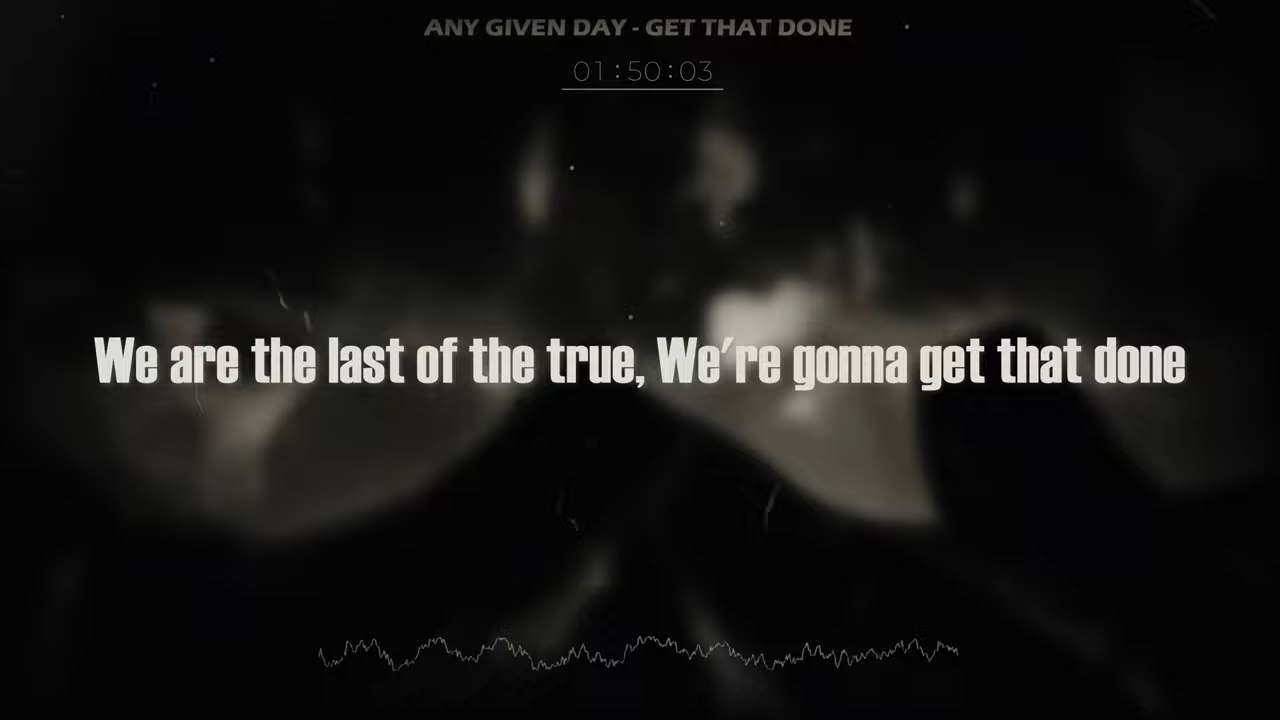 ANY GIVEN DAY - GET THAT DONE
01:50:03
We are the last of the true, We're gonna get that done